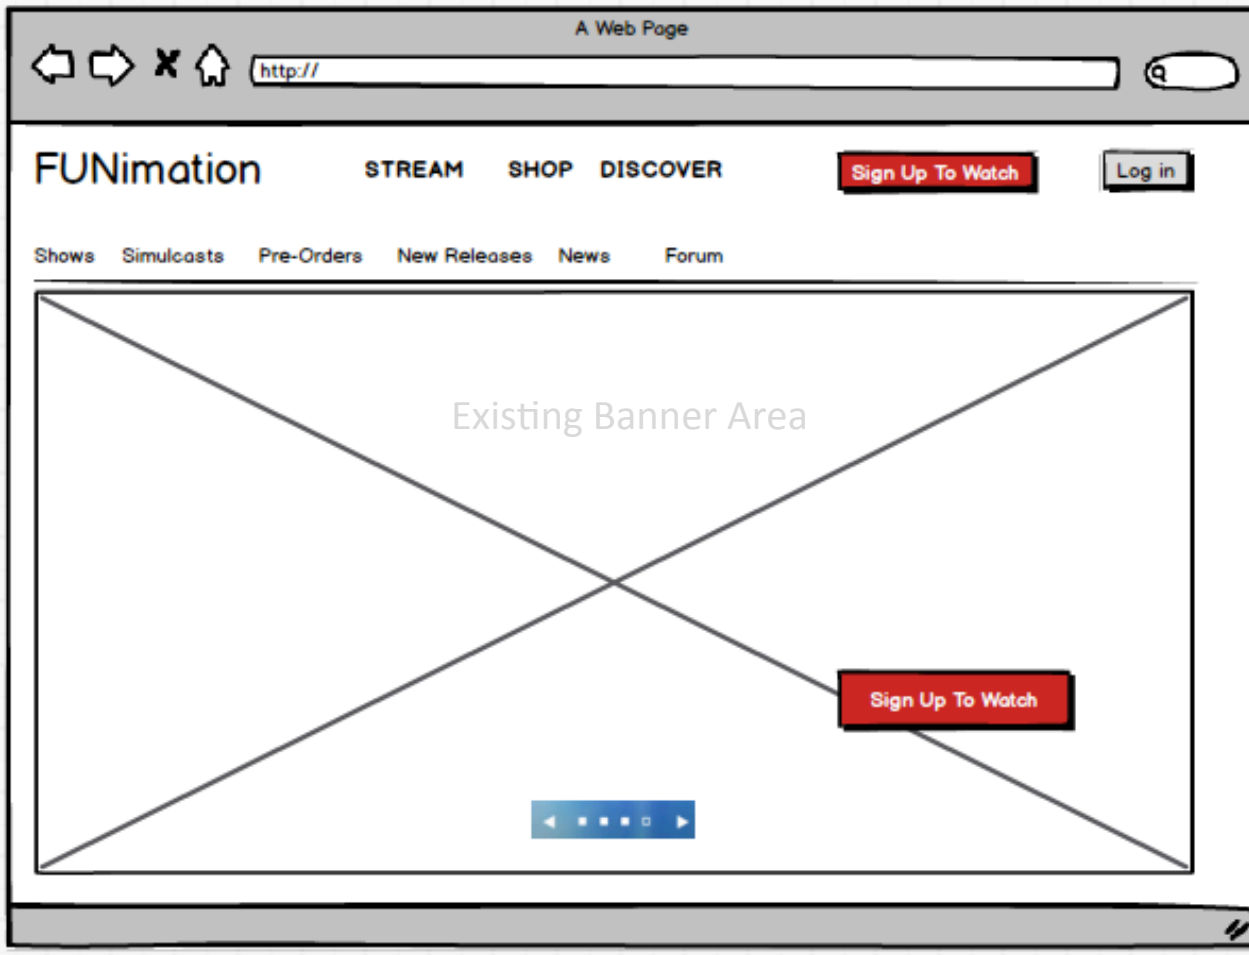 A Web Page
http://
FUNimation STREAM SHOP DISCOVER Sign Up To Watch Log in
Shows Simulcasts Pre-Orders New Releases News Forum
Existing Banner Area
Sign Up To Watch